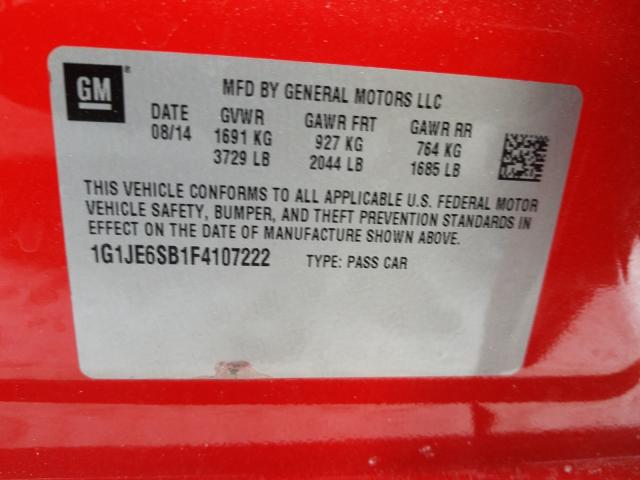 GM ®
MFD BY GENERAL MOTORS LLC
DATE GVWR GAWR FRT GAWR RR
08/14 1691 KG 927 KG 764 KG
3729 LB 2044 LB 1685 LB
THIS VEHICLE CONFORMS TO ALL APPLICABLE U.S. FEDERAL MOTOR
VEHICLE SAFETY, BUMPER, AND THEFT PREVENTION STANDARDS IN
EFFECT ON THE DATE OF MANUFACTURE SHOWN ABOVE.
1G1JE6SB1F4107222 TYPE: PASS CAR